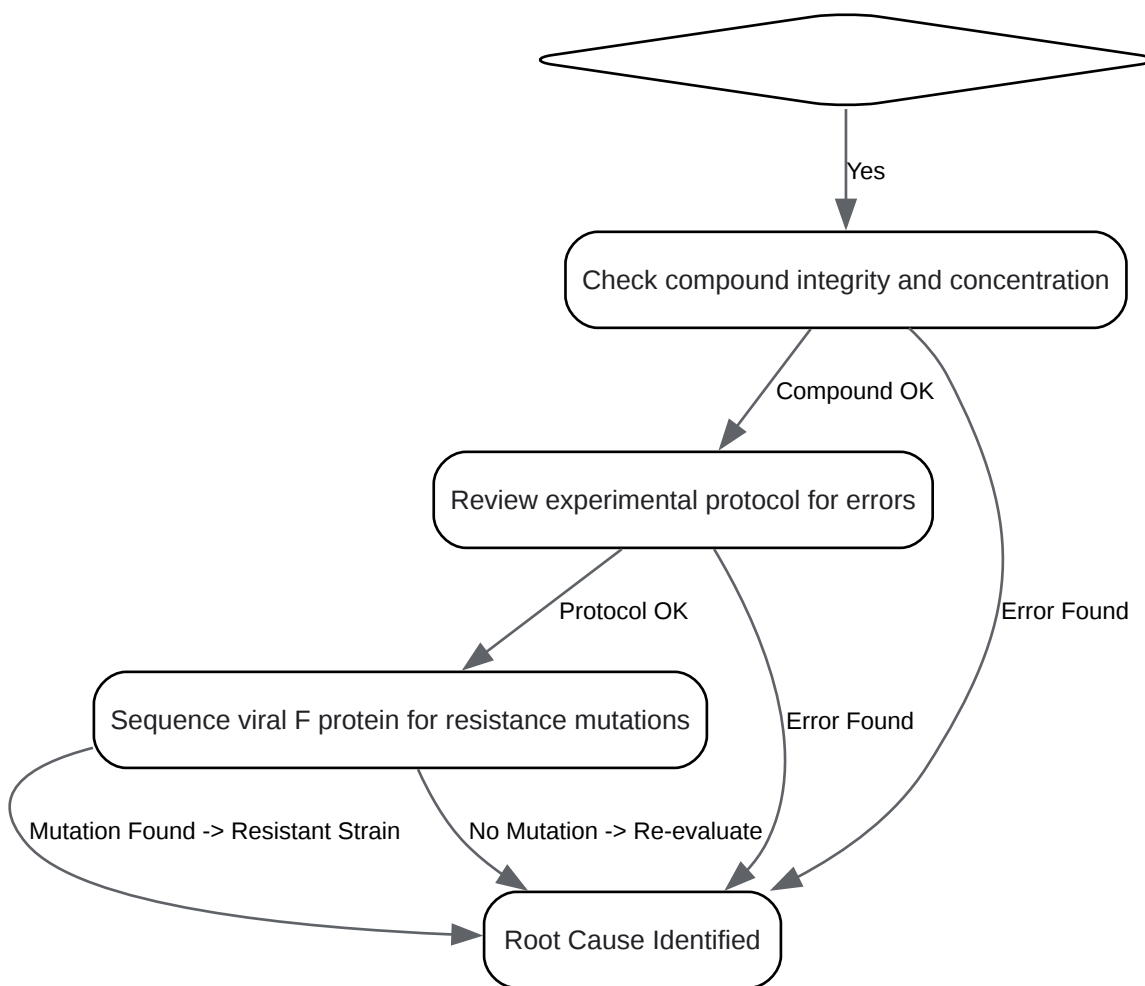 Yes
Check compound integrity and concentration
Compound OK
Review experimental protocol for errors
Protocol OK
Error Found
Sequence viral F protein for resistance mutations
Error Found
Mutation Found -> Resistant Strain
No Mutation -> Re-evaluate
Root Cause Identified